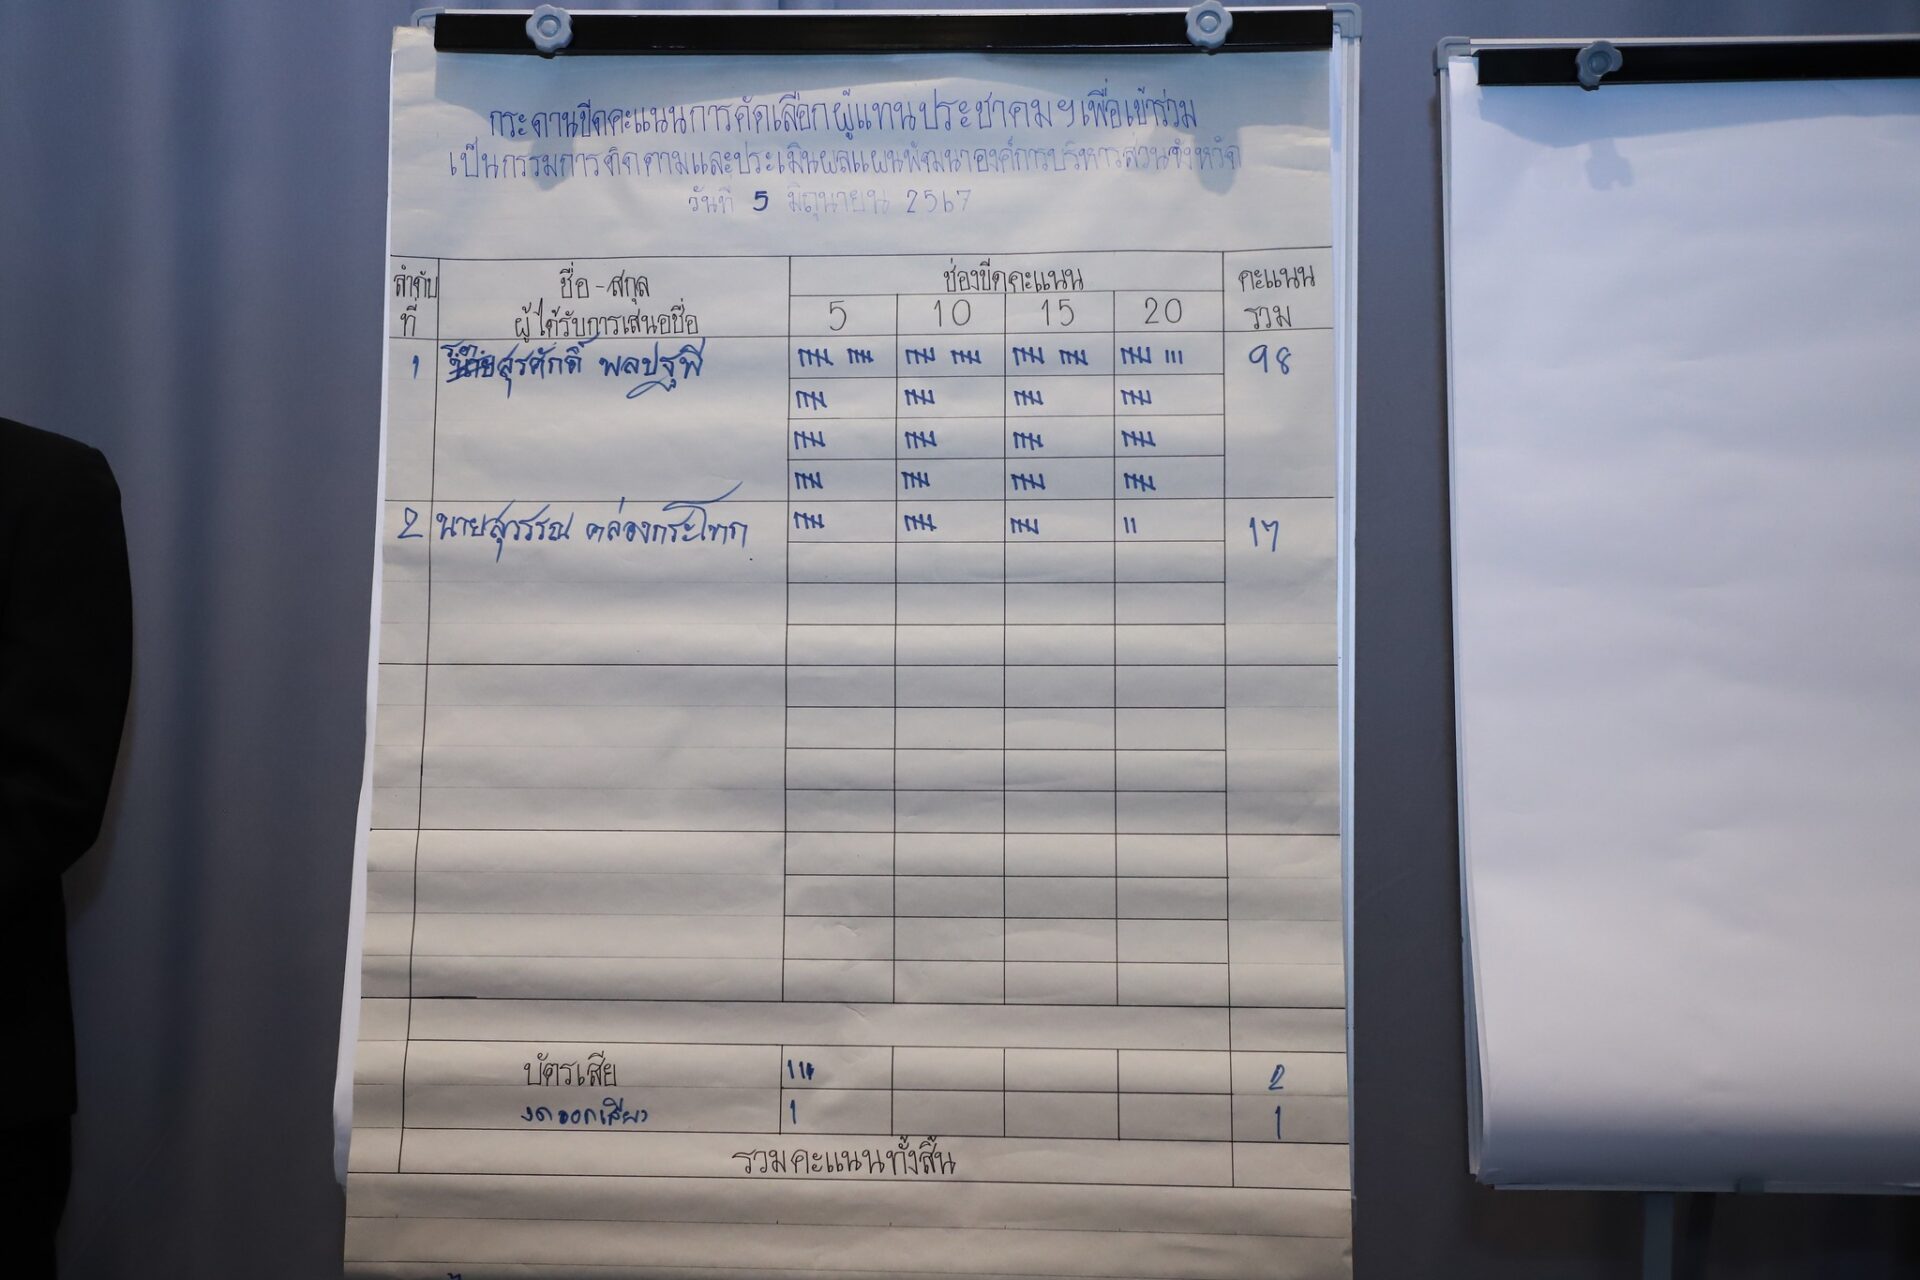 กระดานขีดคะแนนการคัดเลือกผู้แทนประชาคมฯเพื่อเข้าร่วม
เป็นกรรมการติดตามและประเมินผลแผนพัฒนาองค์การบริหารส่วนจังหวัด
วันที่ 5 มิถุนายน 2567
ลำดับที่ ชื่อ-สกุล ผู้ได้รับการเสนอชื่อ ช่องขีดคะแนน คะแนนรวม
5 10 15 20
1 สุรศักดิ์ พลปฐพี 98
2 นายสุวรรณ คล่องกระโทก 17
บัตรเสีย 2
งดออกเสียง 1
รวมคะแนนทั้งสิ้น